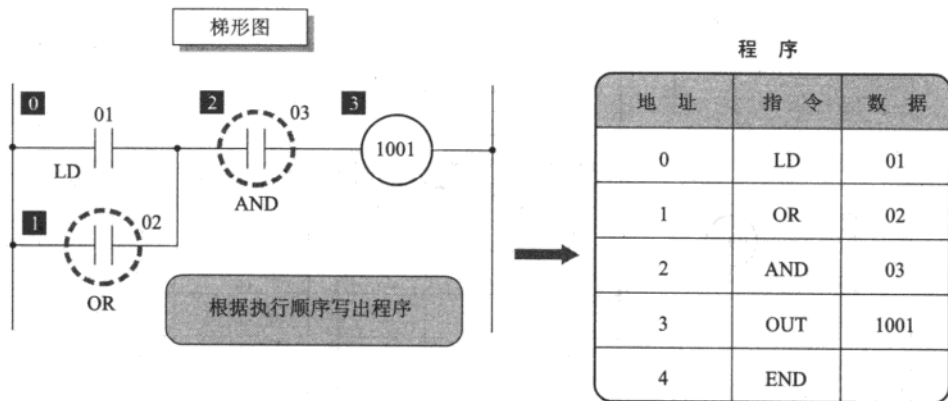 梯形图
0
01
LD
2
03
AND
3
1001
1
02
OR
根据执行顺序写出程序
程 序
地 址 指 令 数 据
0 LD 01
1 OR 02
2 AND 03
3 OUT 1001
4 END